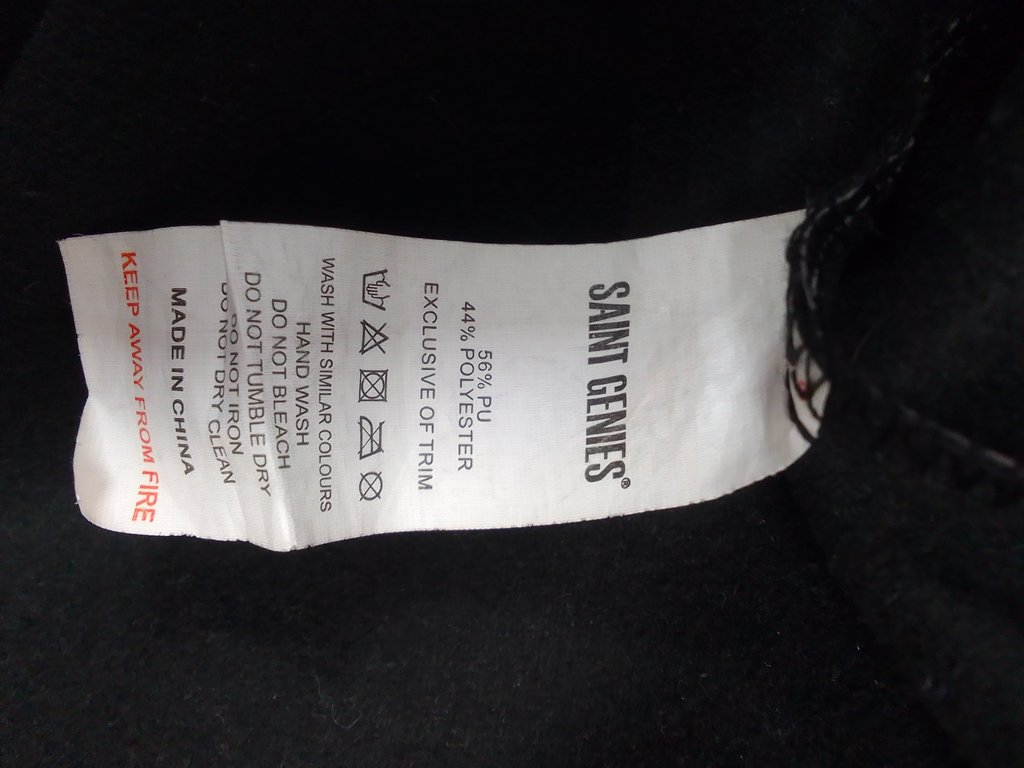 SAINT GENIES®
56% PU
44% POLYESTER
EXCLUSIVE OF TRIM
WASH WITH SIMILAR COLOURS
HAND WASH
DO NOT BLEACH
DO NOT TUMBLE DRY
DO NOT IRON
DO NOT DRY CLEAN
MADE IN CHINA
KEEP AWAY FROM FIRE